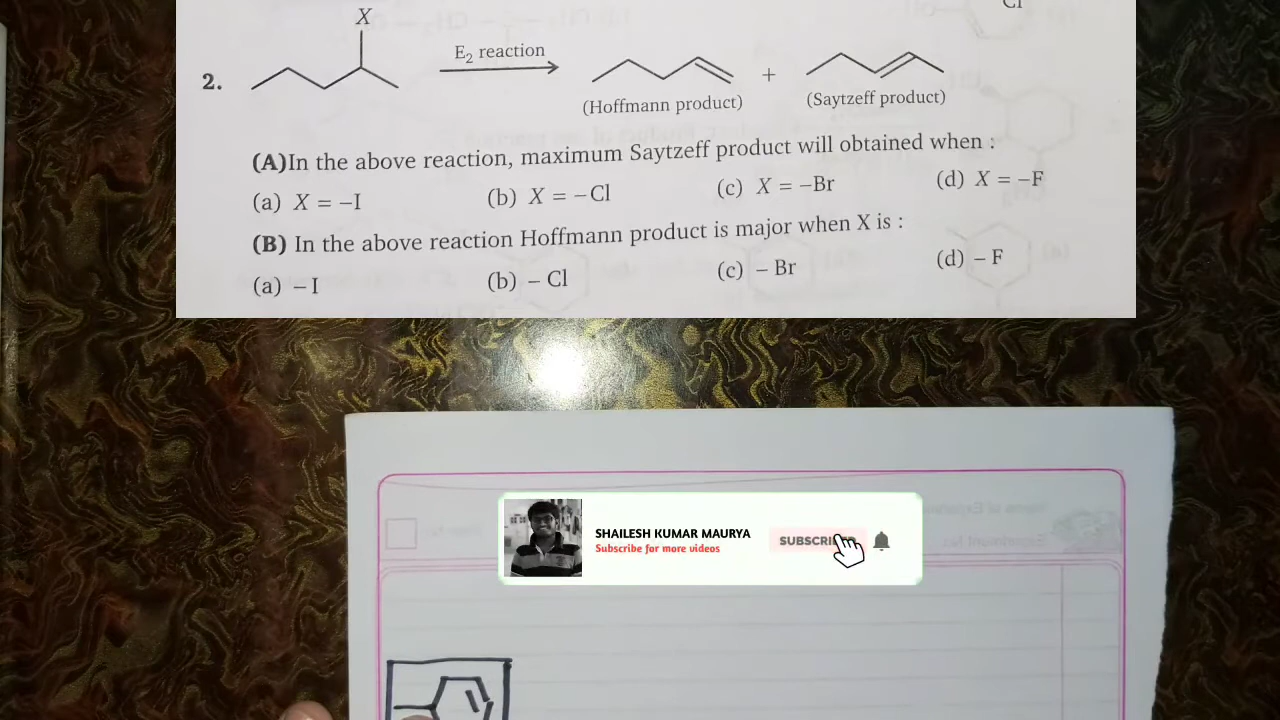 X
Cl
E2 reaction
2.
+
(Hoffmann product)
(Saytzeff product)
(A)In the above reaction, maximum Saytzeff product will obtained when :
(a) X = –I (b) X = –Cl (c) X = –Br (d) X = –F
(B) In the above reaction Hoffmann product is major when X is :
(a) – I (b) – Cl (c) – Br (d) – F
SHAILESH KUMAR MAURYA
Subscribe for more videos
SUBSCRIBE